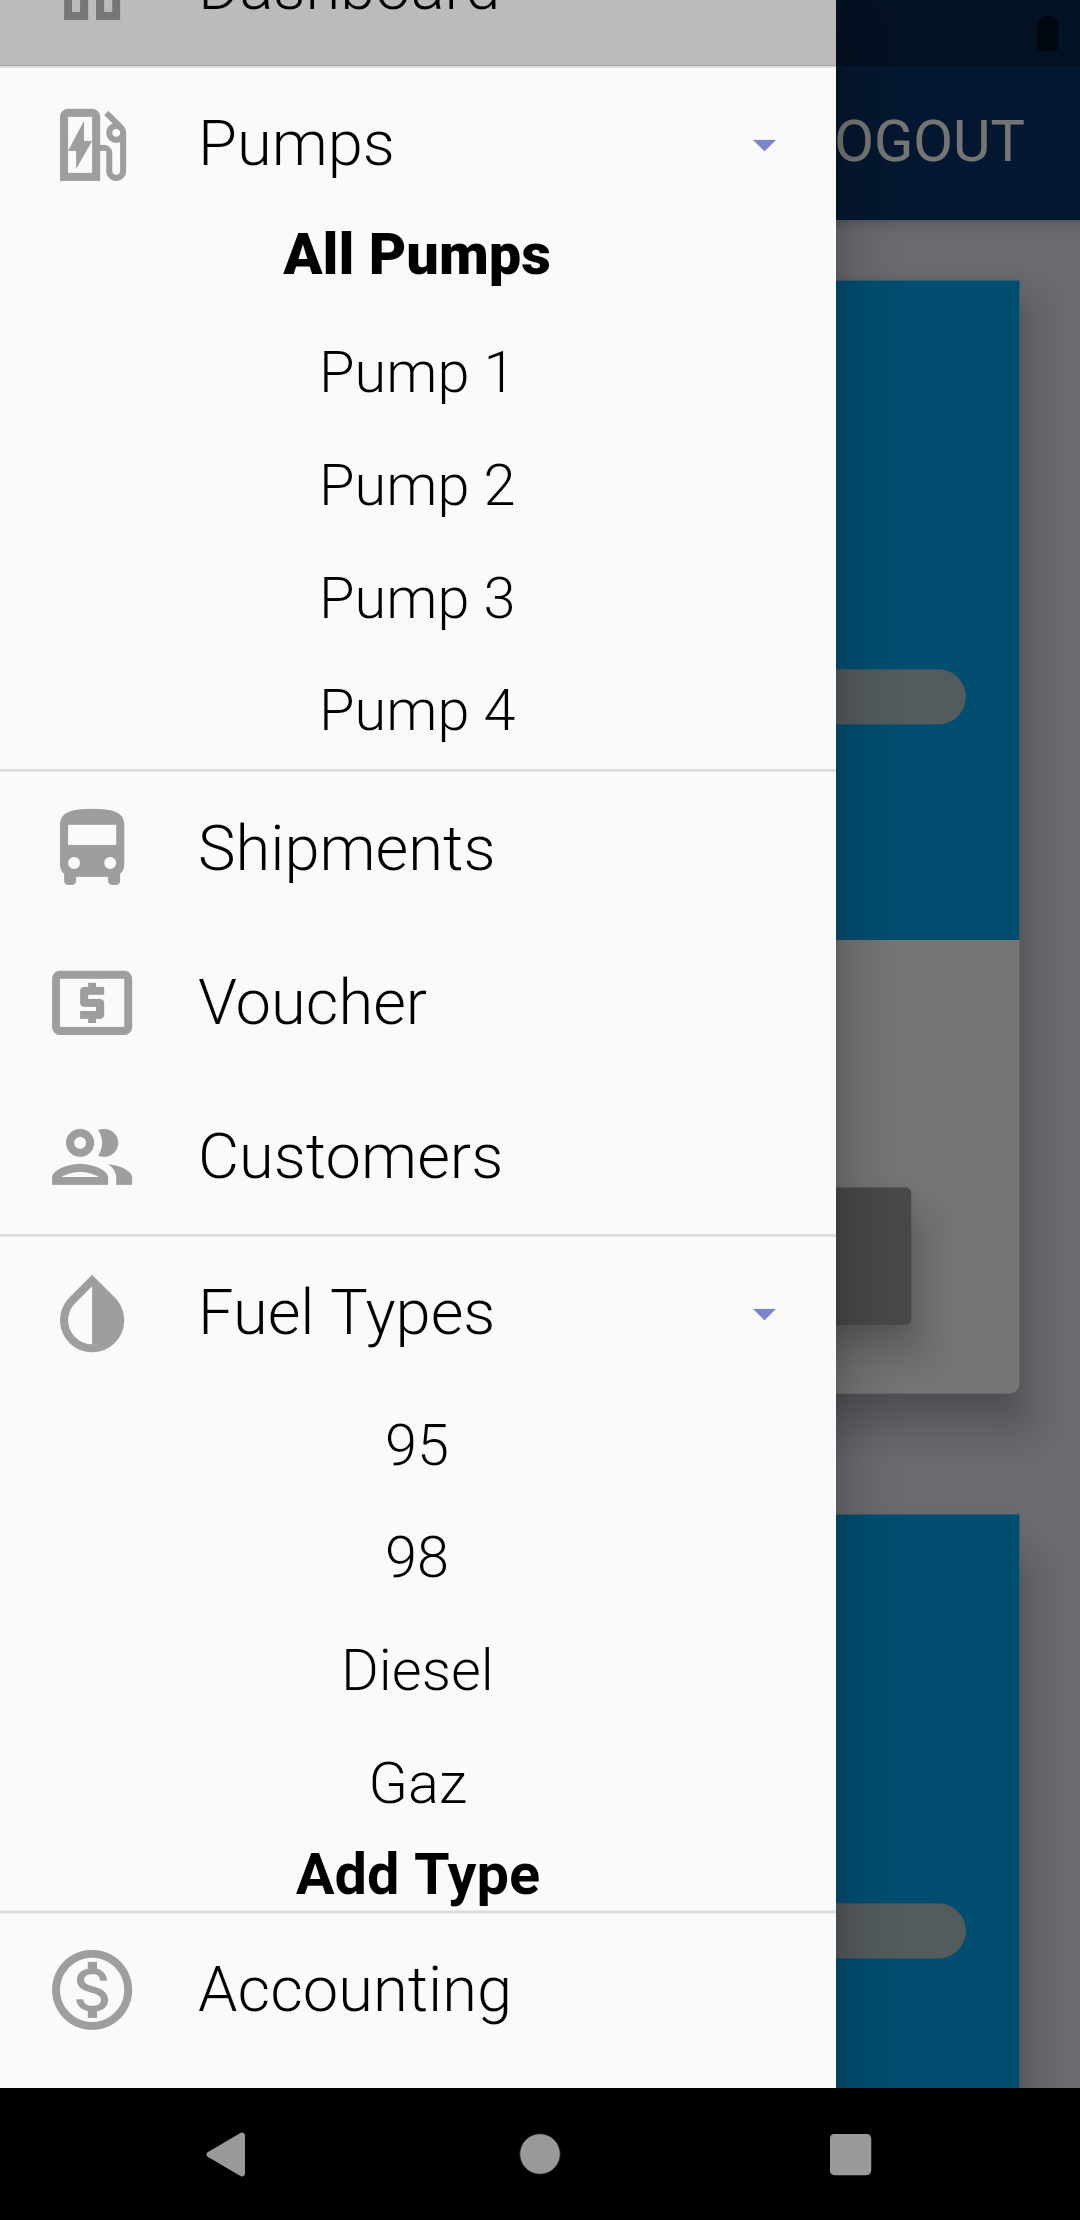 Dashboard
Pumps
OGOUT
All Pumps
Pump 1
Pump 2
Pump 3
Pump 4
Shipments
Voucher
Customers
Fuel Types
95
98
Diesel
Gaz
Add Type
Accounting